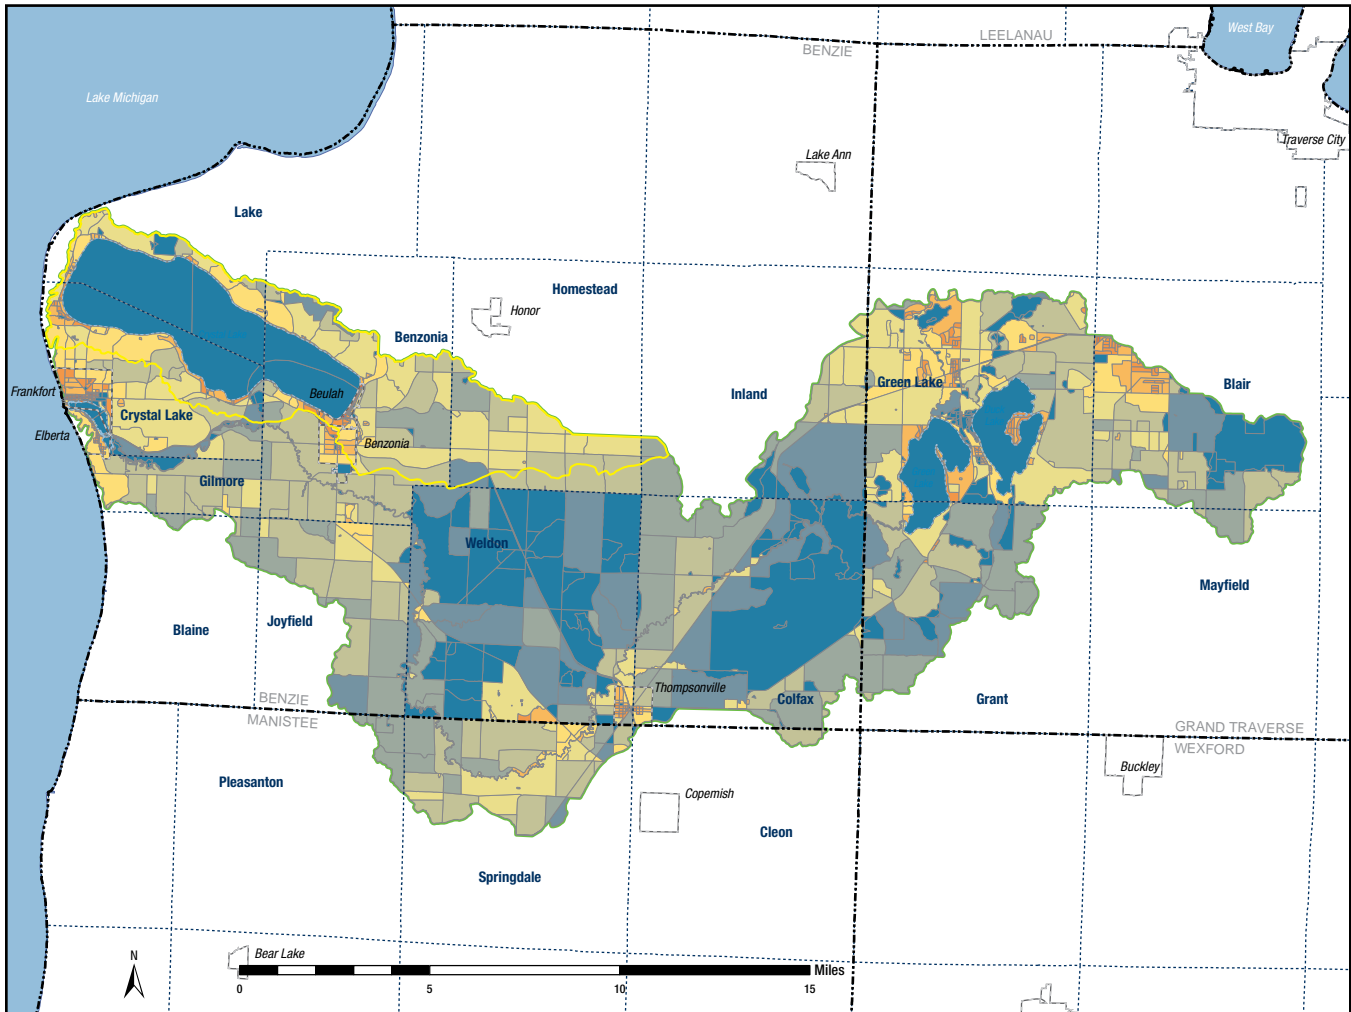 West Bay
LEELANAU
BENZIE
Lake Michigan
Traverse City
Lake Ann
Lake
Homestead
Honor
Benzonia
Inland
Green Lake
Blair
Frankfort
Beulah
Crystal Lake
Elberta
Benzonia
Gilmore
Weldon
Mayfield
Blaine
Joyfield
Thompsonville
Colfax
Grant
BENZIE
MANISTEE
GRAND TRAVERSE
WEXFORD
Buckley
Pleasanton
Copemish
Cleon
Springdale
Bear Lake
N
Miles
0 5 10 15